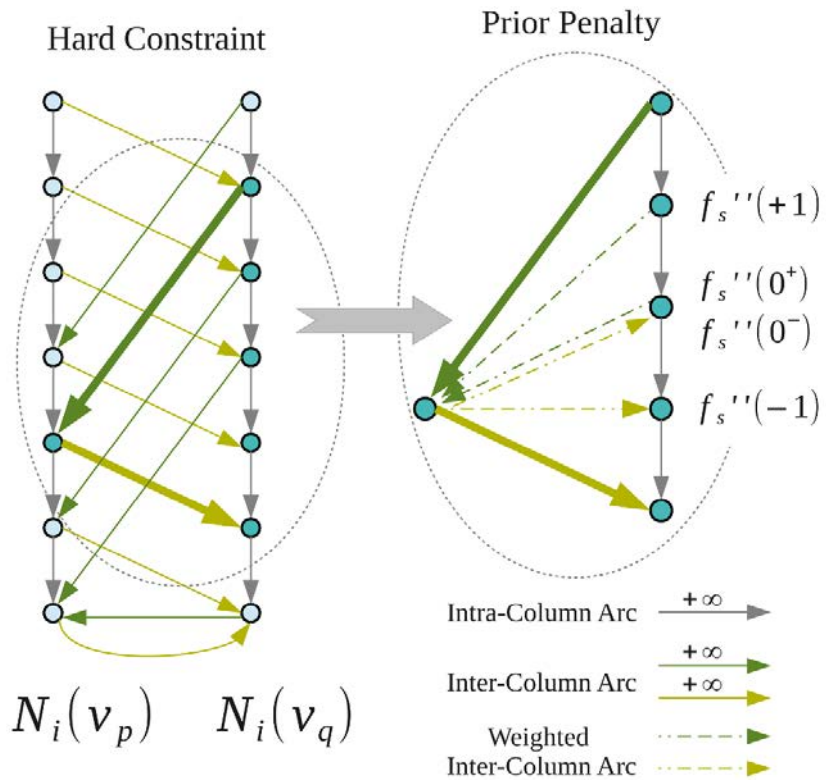 Hard Constraint
Prior Penalty
f_s''(+1)
f_s''(0⁺)
f_s''(0⁻)
f_s''(−1)
N_i(v_p)
N_i(v_q)
Intra-Column Arc
+∞
Inter-Column Arc
+∞
+∞
Weighted
Inter-Column Arc